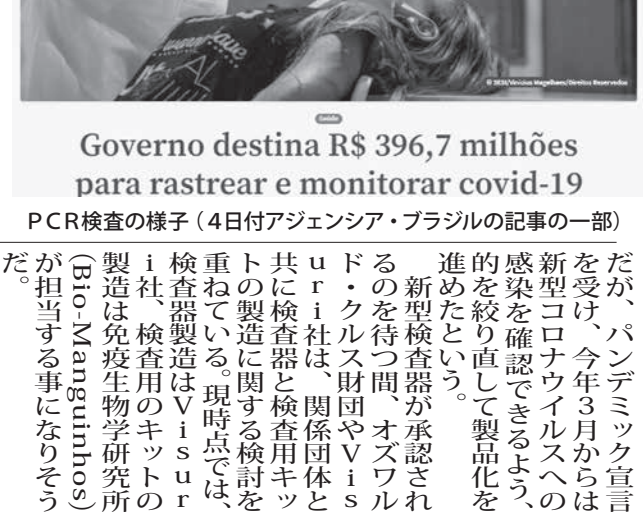 Governo destina R$ 396,7 milhões
para rastrear e monitorar covid-19
PCR検査の様子(4日付アジェンシア・ブラジルの記事の一部)
だが、パンデミック宣言
を受け、今年3月からは
新型コロナウイルスへの
感染を確認できるよう、
的を絞り直して製品化を
進めたという。
新型検査器が承認され
るのを待つ間、オズワル
ド・クルス財団やVis
uri社は、関係団体と
共に検査器と検査用キッ
トの製造に関する検討を
重ねている。現時点では、
検査器製造はVisur
i社、検査用のキットの
製造は免疫生物学研究所
(Bio-Manguinhos)
が担当する事になりそう
だ。